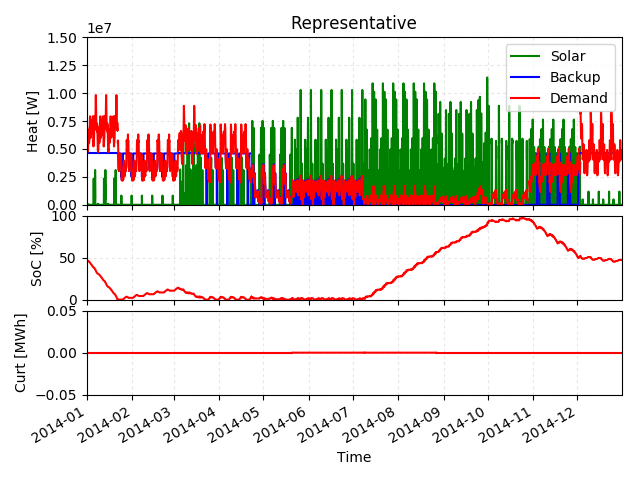 Representative
1e7
1.50
1.25
1.00
0.75
0.50
0.25
0.00
Heat [W]
Solar
Backup
Demand
100
50
0
SoC [%]
0.05
0.00
−0.05
Curt [MWh]
2014-01
2014-02
2014-03
2014-04
2014-05
2014-06
2014-07
2014-08
2014-09
2014-10
2014-11
2014-12
Time